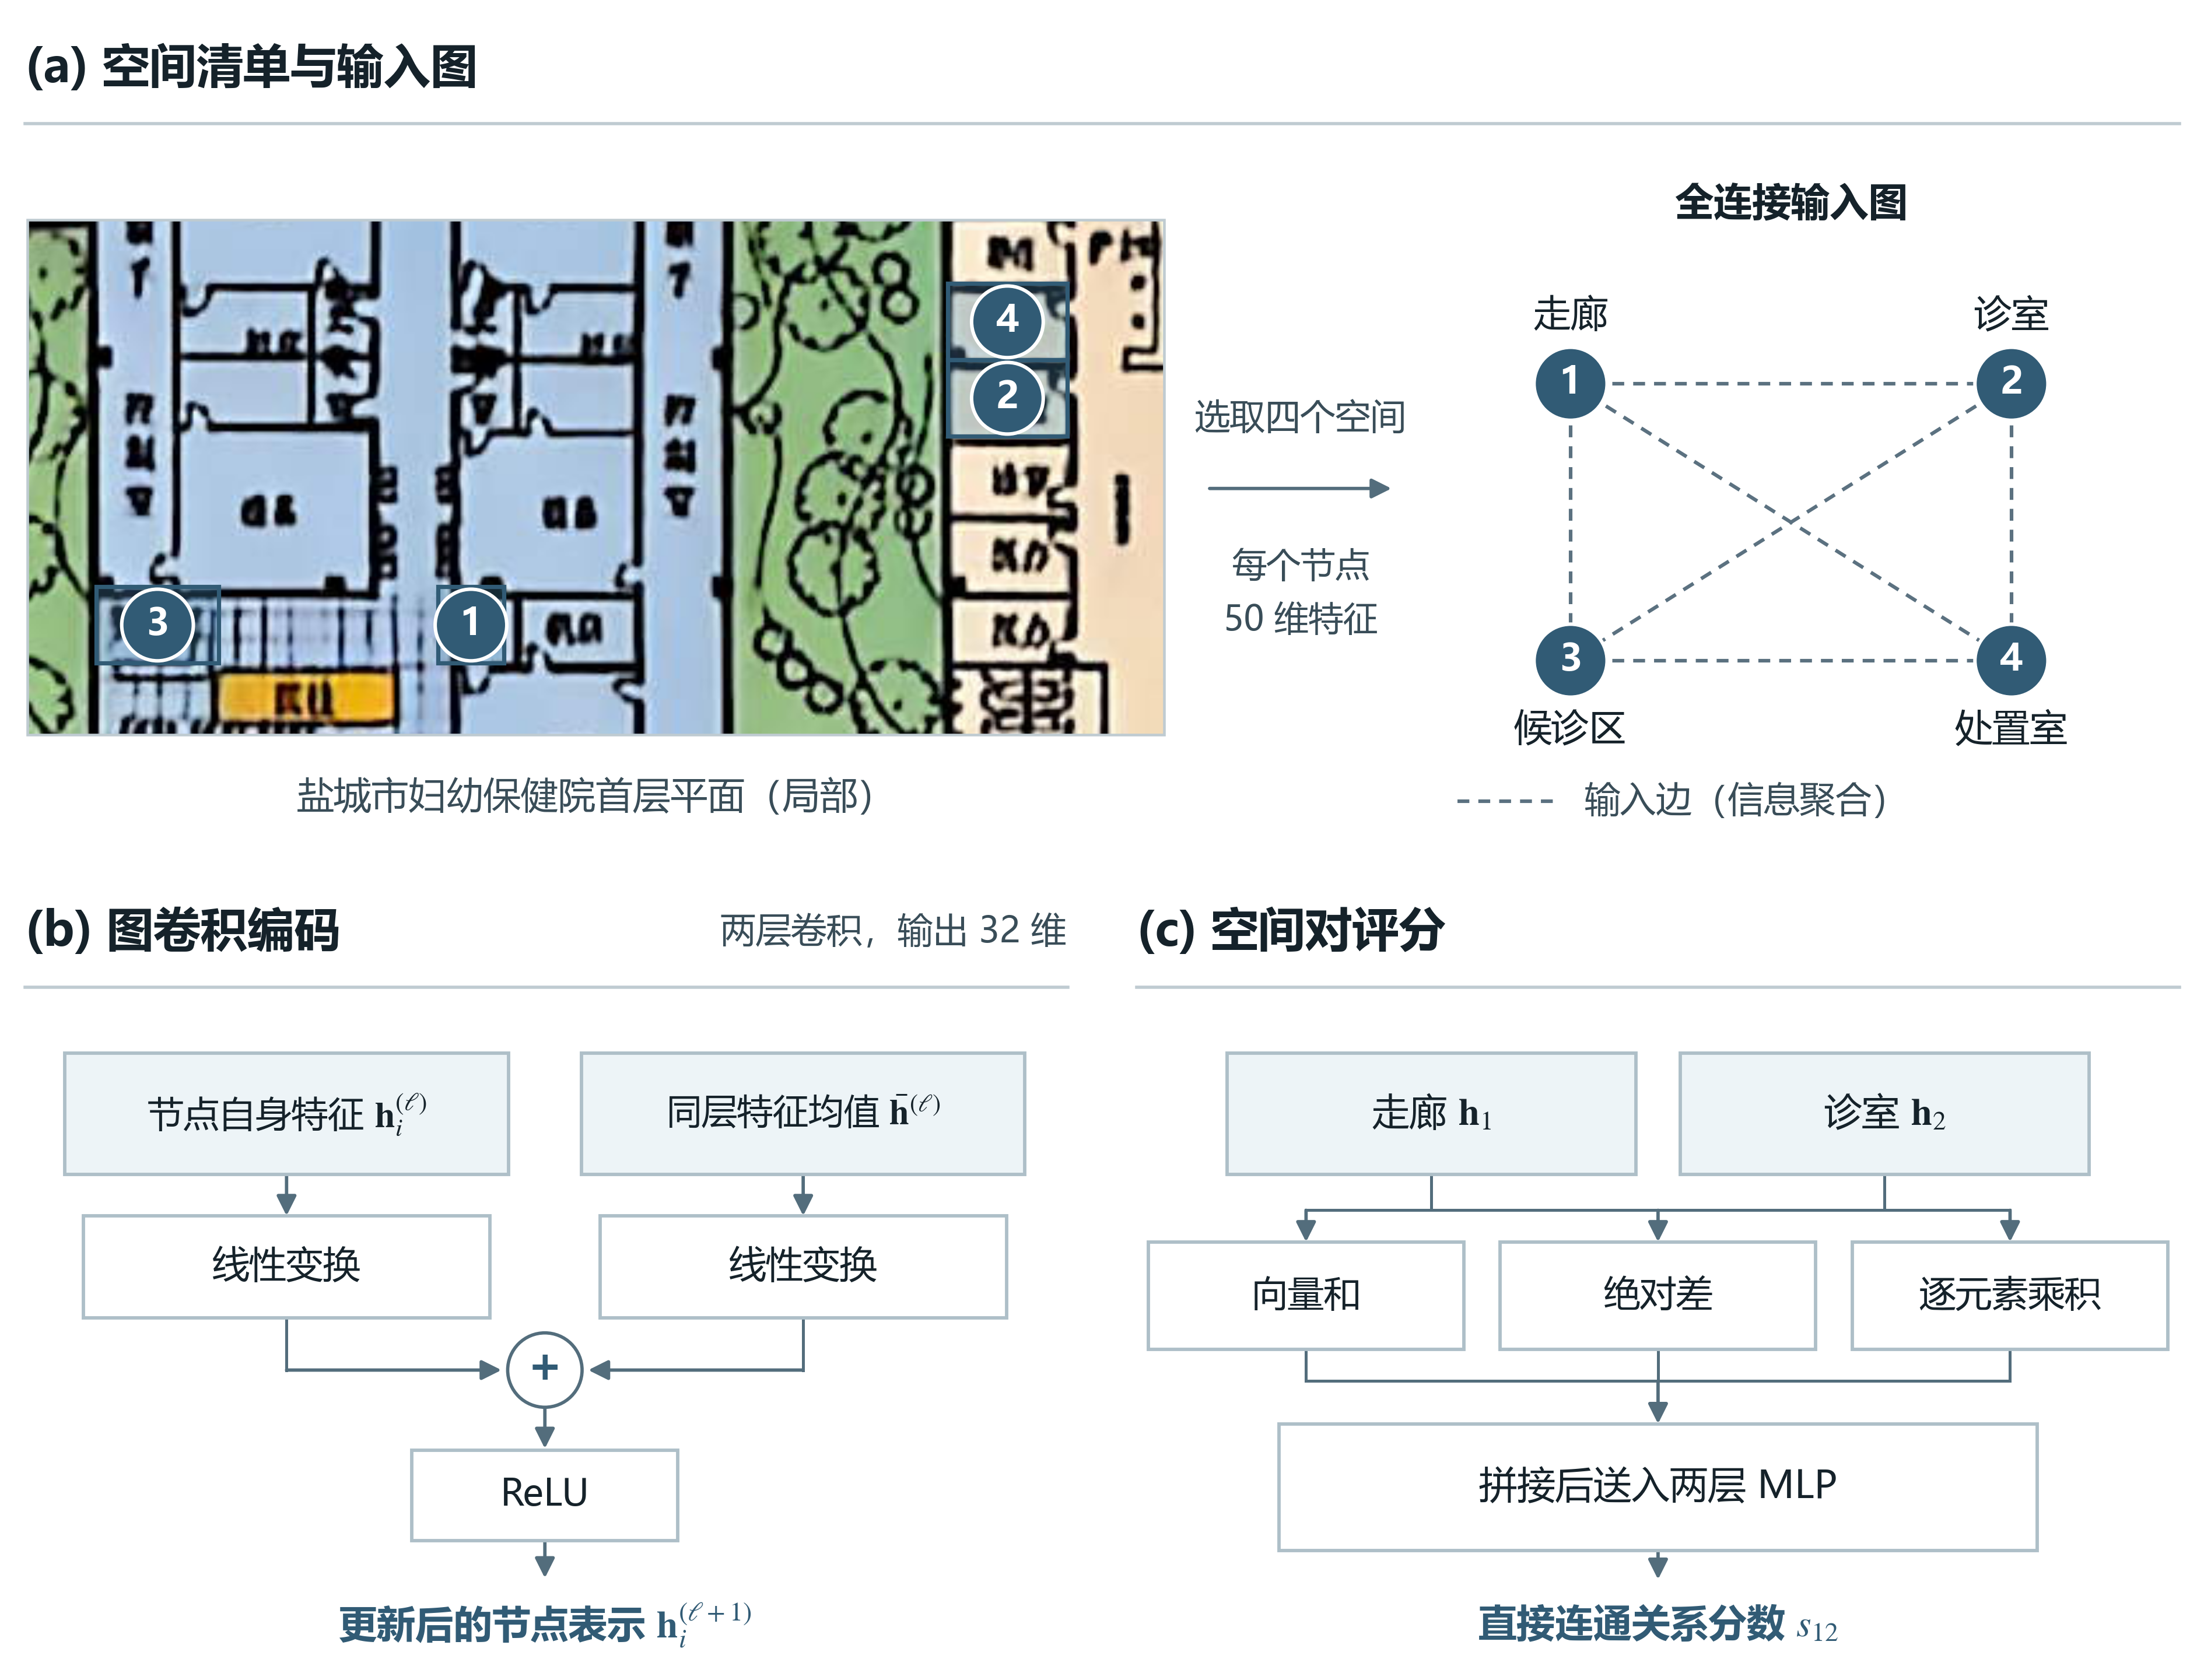 (a) 空间清单与输入图
4
2
3
1
盐城市妇幼保健院首层平面（局部）
选取四个空间
每个节点
50 维特征
全连接输入图
走廊
诊室
1
2
3
4
候诊区
处置室
输入边（信息聚合）
(b) 图卷积编码
两层卷积，输出 32 维
节点自身特征 h_i^(ℓ)
同层特征均值 h̄^(ℓ)
线性变换
线性变换
+
ReLU
更新后的节点表示 h_i^(ℓ+1)
(c) 空间对评分
走廊 h₁
诊室 h₂
向量和
绝对差
逐元素乘积
拼接后送入两层 MLP
直接连通关系分数 s₁₂